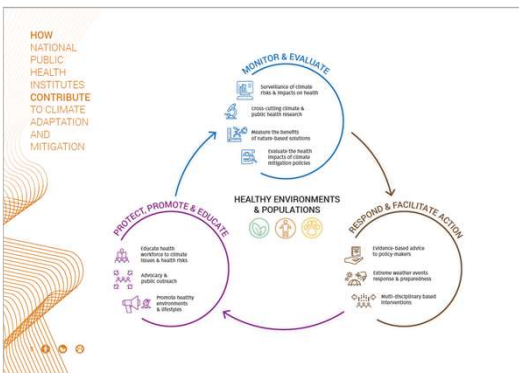 HOW
NATIONAL
PUBLIC
HEALTH
INSTITUTES
CONTRIBUTE
TO CLIMATE
ADAPTATION
AND
MITIGATION
MONITOR & EVALUATE
Surveillance of climate
risks & impacts on health
Cross-cutting climate &
public health research
Measure the benefits
of nature-based solutions
Evaluate the health
impacts of climate
mitigation policies
HEALTHY ENVIRONMENTS
& POPULATIONS
PROTECT, PROMOTE & EDUCATE
Educate health
workforce to climate
issues & health risks
Advocacy &
public outreach
Promote healthy
environments
& lifestyles
RESPOND & FACILITATE ACTION
Evidence-based advice
to policy makers
Extreme weather events
response & preparedness
Multi-disciplinary based
interventions